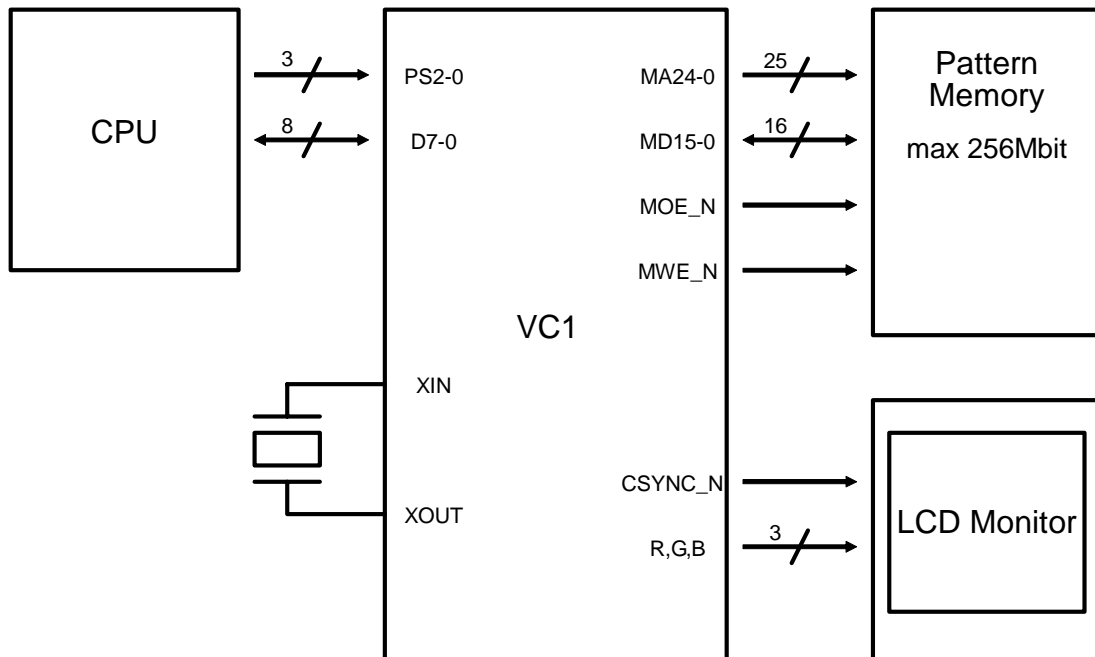 CPU
3
8
PS2-0
D7-0
XIN
XOUT
VC1
MA24-0
MD15-0
MOE_N
MWE_N
CSYNC_N
R,G,B
25
16
3
Pattern
Memory
max 256Mbit
LCD Monitor